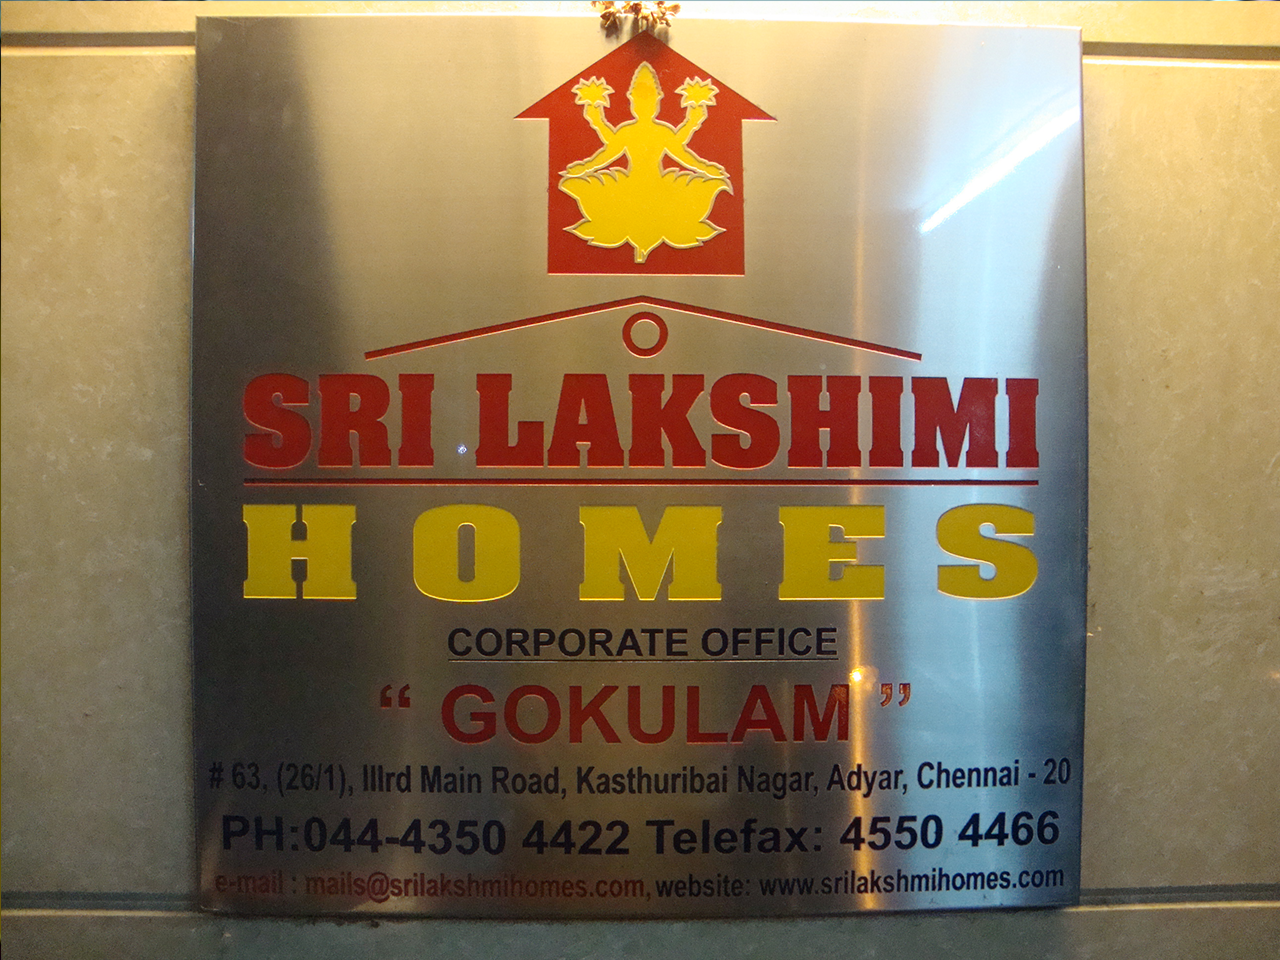 SRI LAKSHIMI
HOMES
CORPORATE OFFICE
“ GOKULAM ”
# 63, (26/1), IIIrd Main Road, Kasthuribai Nagar, Adyar, Chennai - 20
PH:044-4350 4422 Telefax: 4550 4466
e-mail : mails@srilakshmihomes.com, website: www.srilakshmihomes.com